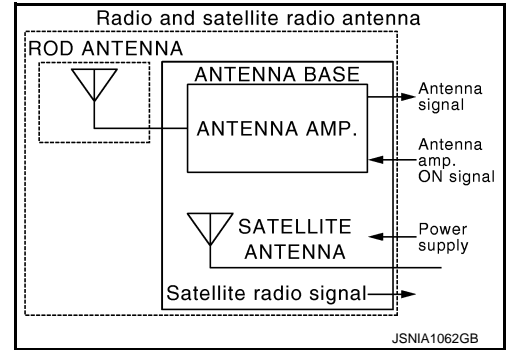 Radio and satellite radio antenna
ROD ANTENNA
ANTENNA BASE
ANTENNA AMP.
Antenna
signal
Antenna
amp.
ON signal
SATELLITE
ANTENNA
Power
supply
Satellite radio signal
JSNIA1062GB